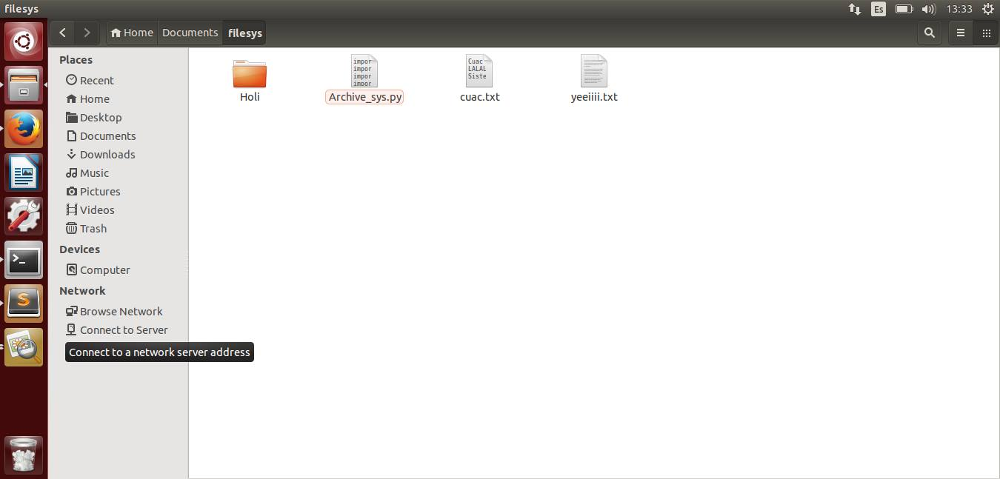 filesys
Es
13:33
Home
Documents
filesys
Places
Recent
Home
Desktop
Documents
Downloads
Music
Pictures
Videos
Trash
Devices
Computer
Network
Browse Network
Connect to Server
Connect to a network server address
impor
impor
impor
impor
Cuac
LALAL
Siste
Holi
Archive_sys.py
cuac.txt
yeeiiii.txt
S